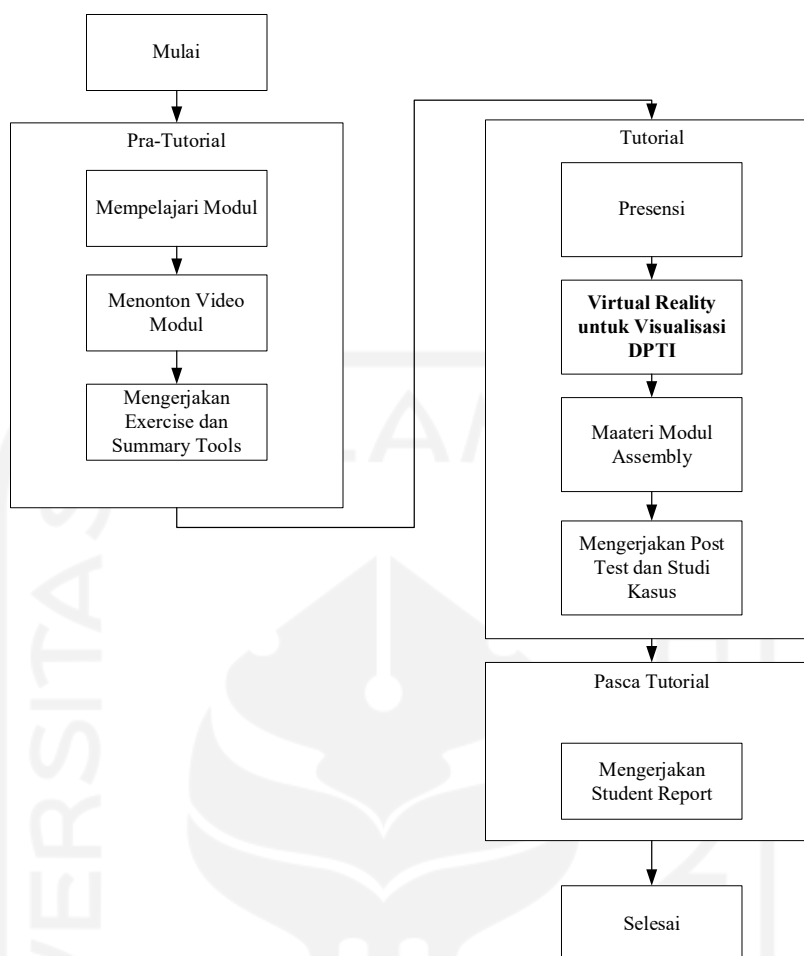 Mulai
Pra-Tutorial
Mempelajari Modul
Menonton Video
Modul
Mengerjakan
Exercise dan
Summary Tools
Tutorial
Presensi
Virtual Reality
untuk Visualisasi
DPTI
Maateri Modul
Assembly
Mengerjakan Post
Test dan Studi
Kasus
Pasca Tutorial
Mengerjakan
Student Report
Selesai